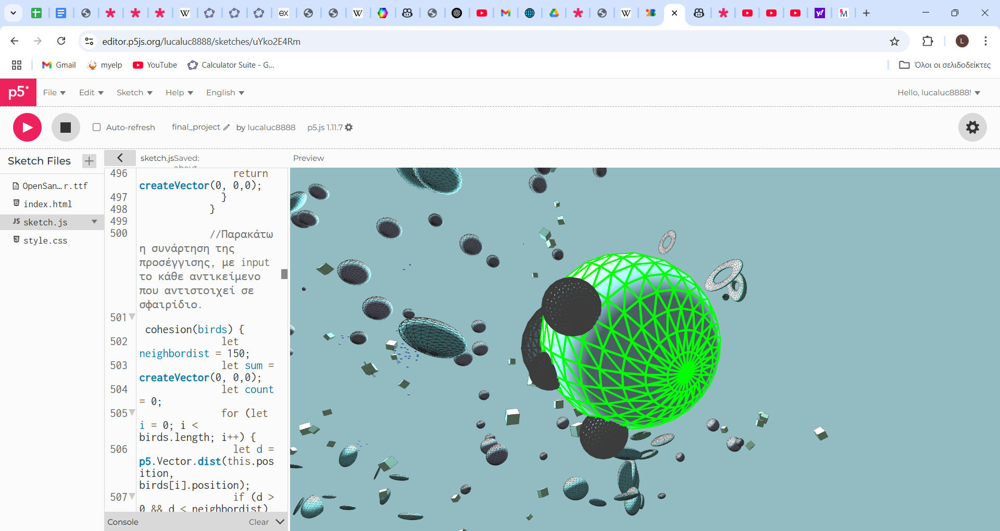 editor.p5js.org/lucaluc8888/sketches/uYko2E4Rm
L
Gmail myelp YouTube Calculator Suite - G... Όλοι οι σελιδοδείκτες
p5* File Edit Sketch Help English Hello, lucaluc8888!
Auto-refresh final_project by lucaluc8888 p5.js 1.11.7
Sketch Files
OpenSan…r.ttf
index.html
JS sketch.js
style.css
sketch.jsSaved:
Preview
496 return
createVector(0, 0,0);
497 }
498 }
499
500 //Παρακάτω
η συνάρτηση της
προσέγγισης, με input
το κάθε αντικείμενο
που αντιστοιχεί σε
σφαιρίδιο.
501
cohesion(birds) {
502 let
neighbordist = 150;
503 let sum =
createVector(0, 0,0);
504 let count
= 0;
505 for (let
i = 0; i <
birds.length; i++) {
506 let d =
p5.Vector.dist(this.pos
ition,
birds[i].position);
507 if (d >
0 && d < neighbordist)
Console Clear